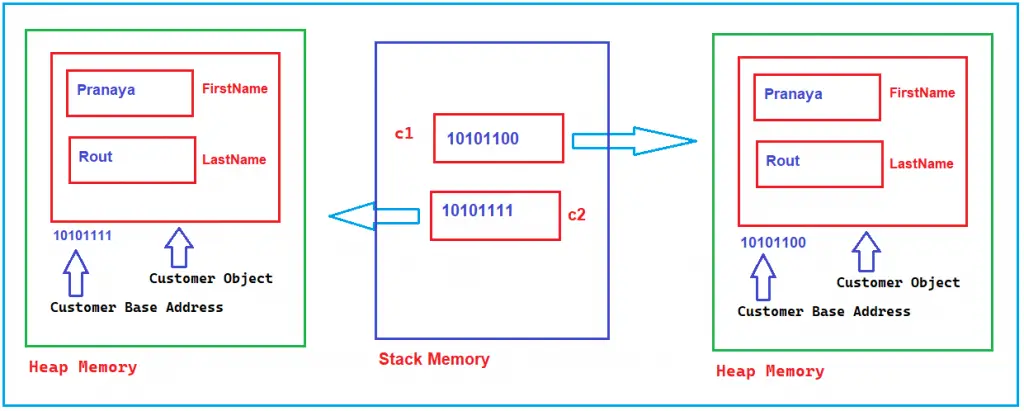 Pranaya FirstName
Rout LastName
10101111
Customer Object
Customer Base Address
Heap Memory
c1 10101100
10101111 c2
Stack Memory
Pranaya FirstName
Rout LastName
10101100
Customer Object
Customer Base Address
Heap Memory